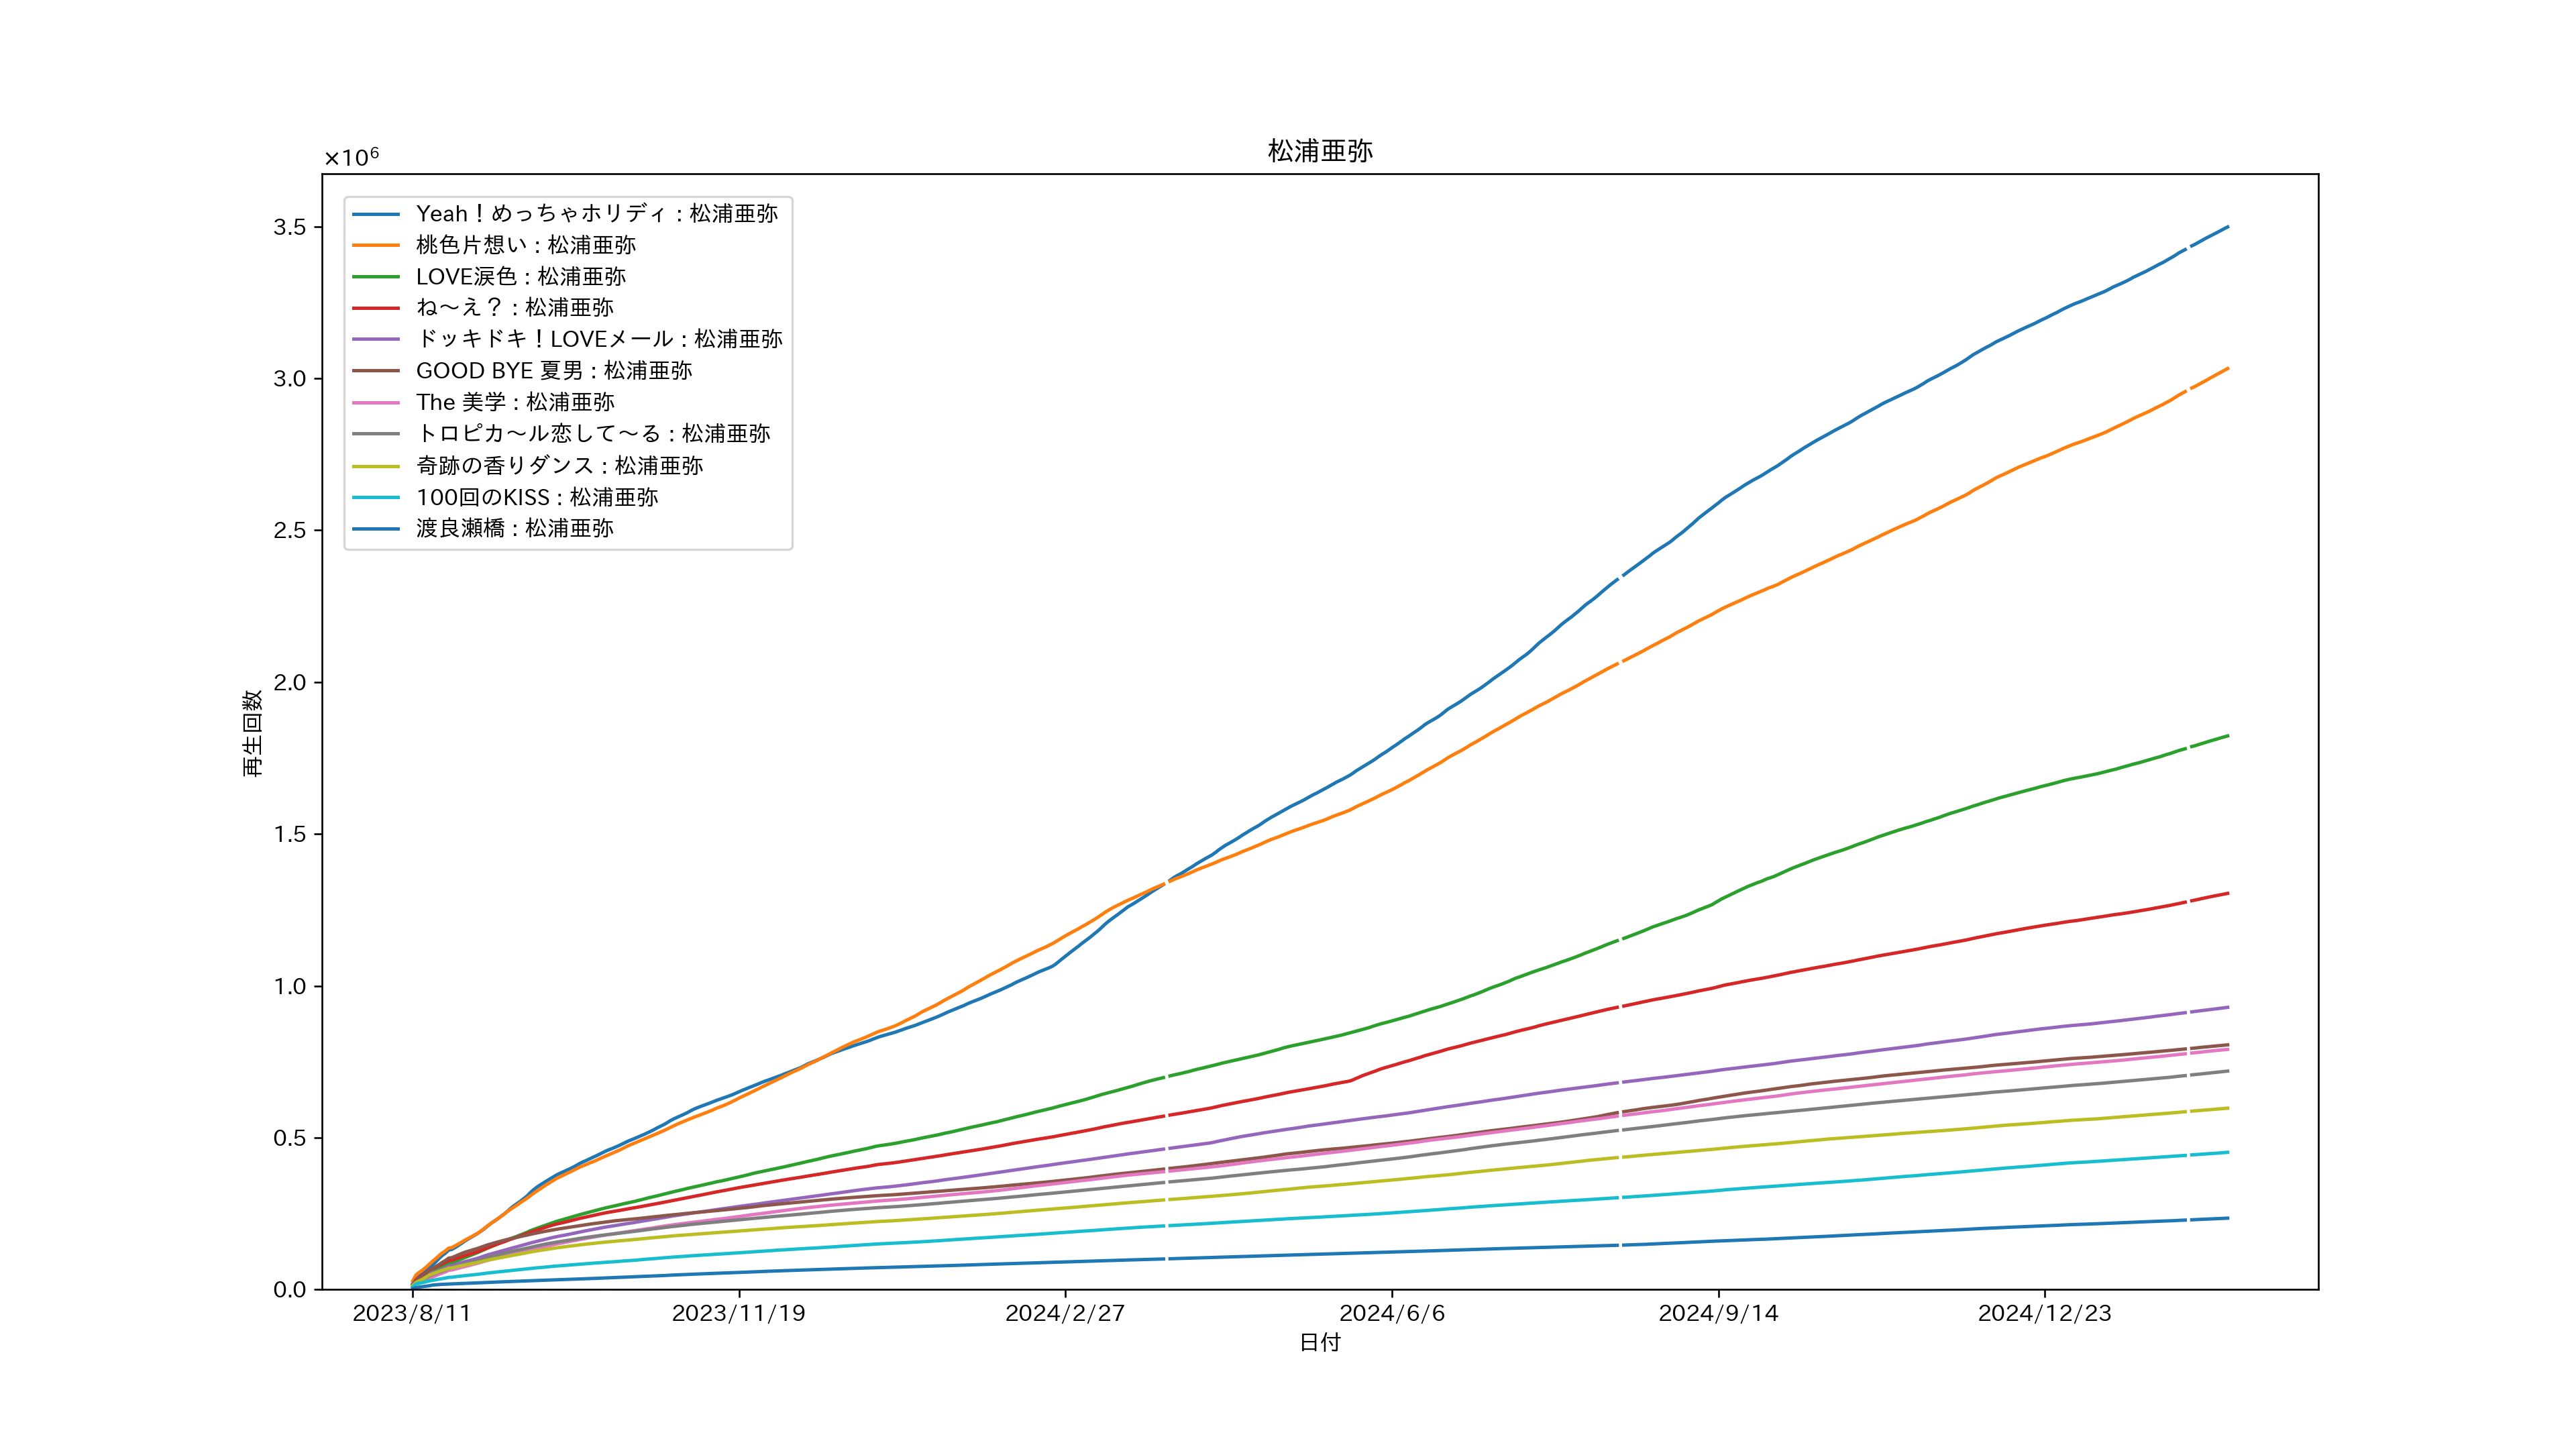 松浦亜弥
×10⁶
3.5
3.0
2.5
2.0
1.5
1.0
0.5
0.0
再生回数
Yeah！めっちゃホリディ : 松浦亜弥
桃色片想い : 松浦亜弥
LOVE涙色 : 松浦亜弥
ね〜え？ : 松浦亜弥
ドッキドキ！LOVEメール : 松浦亜弥
GOOD BYE 夏男 : 松浦亜弥
The 美学 : 松浦亜弥
トロピカ〜ル恋して〜る : 松浦亜弥
奇跡の香りダンス : 松浦亜弥
100回のKISS : 松浦亜弥
渡良瀬橋 : 松浦亜弥
2023/8/11 2023/11/19 2024/2/27 2024/6/6 2024/9/14 2024/12/23
日付